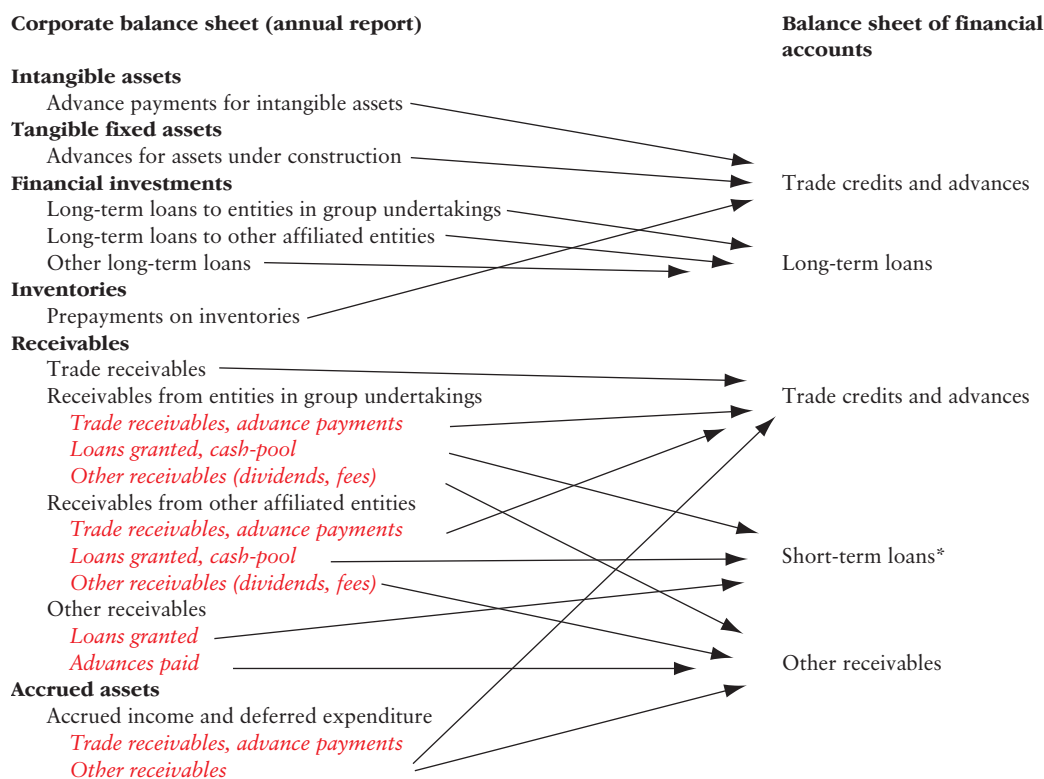 Corporate balance sheet (annual report)
Balance sheet of financial
accounts
Intangible assets
Advance payments for intangible assets
Tangible fixed assets
Advances for assets under construction
Financial investments
Trade credits and advances
Long-term loans to entities in group undertakings
Long-term loans to other affiliated entities
Other long-term loans
Long-term loans
Inventories
Prepayments on inventories
Receivables
Trade receivables
Receivables from entities in group undertakings
Trade credits and advances
Trade receivables, advance payments
Loans granted, cash-pool
Other receivables (dividends, fees)
Receivables from other affiliated entities
Trade receivables, advance payments
Loans granted, cash-pool
Short-term loans*
Other receivables (dividends, fees)
Other receivables
Loans granted
Advances paid
Other receivables
Accrued assets
Accrued income and deferred expenditure
Trade receivables, advance payments
Other receivables